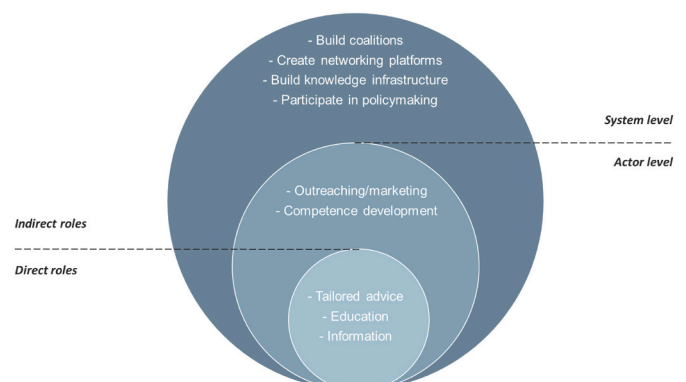 - Build coalitions
- Create networking platforms
- Build knowledge infrastructure
- Participate in policymaking
System level
Actor level
- Outreaching/marketing
- Competence development
Indirect roles
Direct roles
- Tailored advice
- Education
- Information